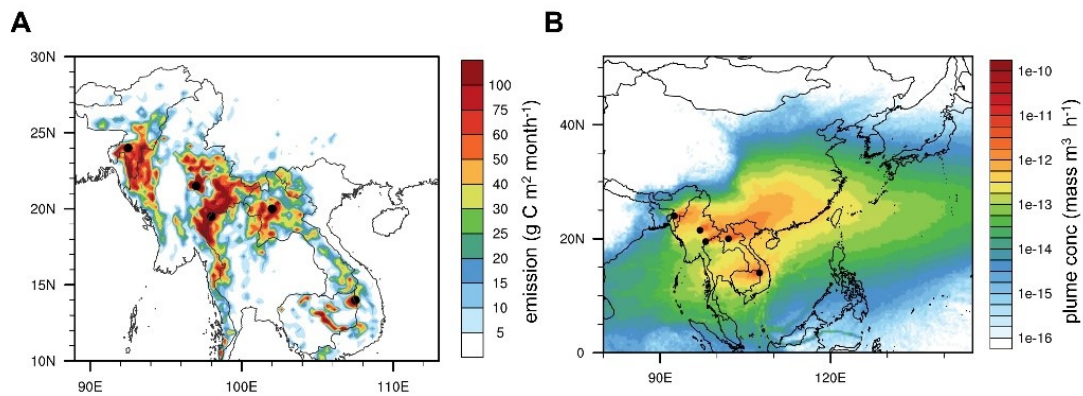 A
30N
25N
20N
15N
10N
90E
100E
110E
100
75
60
50
40
30
25
20
15
10
5
emission (g C m² month⁻¹)
B
40N
20N
0
90E
120E
1e-10
1e-11
1e-12
1e-13
1e-14
1e-15
1e-16
plume conc (mass m³ h⁻¹)